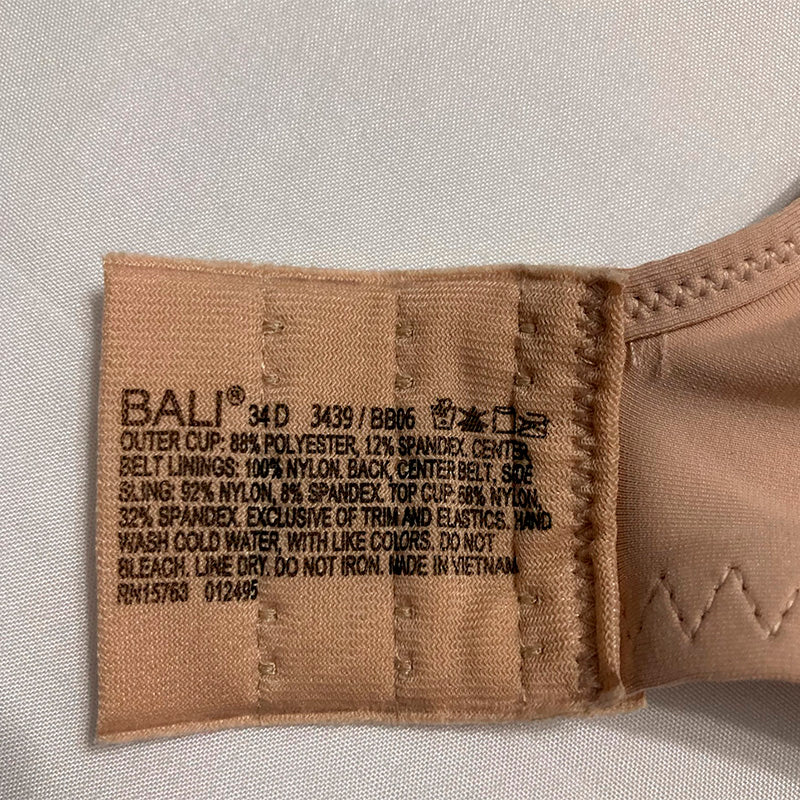 BALI® 34 D 3439 / BB06
OUTER CUP: 88% POLYESTER, 12% SPANDEX. CENTER
BELT LININGS: 100% NYLON. BACK, CENTER BELT, SIDE
SLING: 92% NYLON, 8% SPANDEX. TOP CUP: 68% NYLON,
32% SPANDEX. EXCLUSIVE OF TRIM AND ELASTICS. HAND
WASH COLD WATER, WITH LIKE COLORS. DO NOT
BLEACH. LINE DRY. DO NOT IRON. MADE IN VIETNAM
RN15763 012495